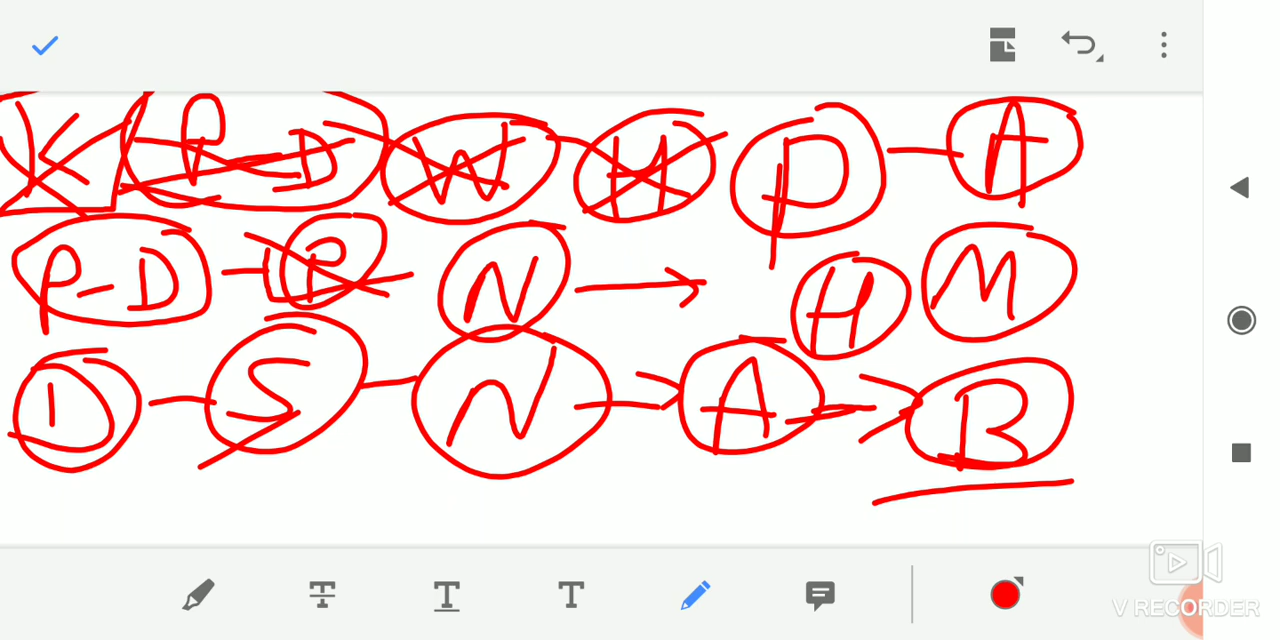 K P-D W H P - A
P-D - P N → H M
D - S - N → A → B
T T T
V RECORDER